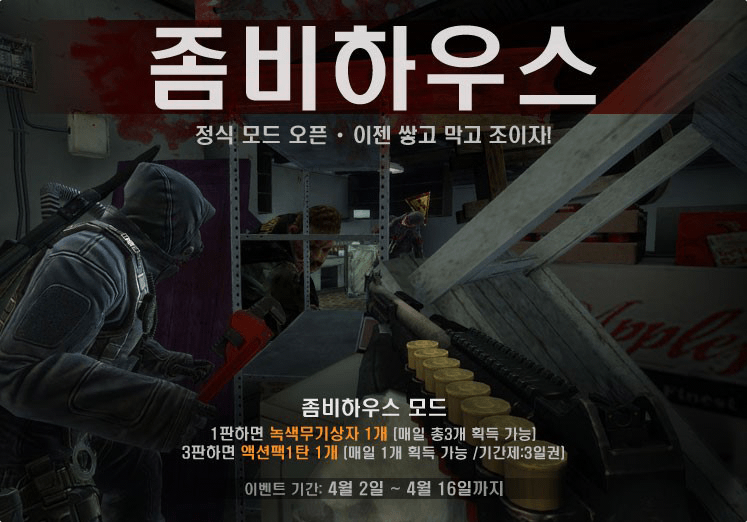 좀비하우스
정식 모드 오픈 · 이젠 쌓고 막고 조이자!
좀비하우스 모드
1판하면 녹색무기상자 1개 (매일 총3개 획득 가능)
3판하면 액션팩1탄 1개 (매일 1개 획득 가능 /기간제:3일권)
이벤트 기간: 4월 2일 ~ 4월 16일까지
Apples